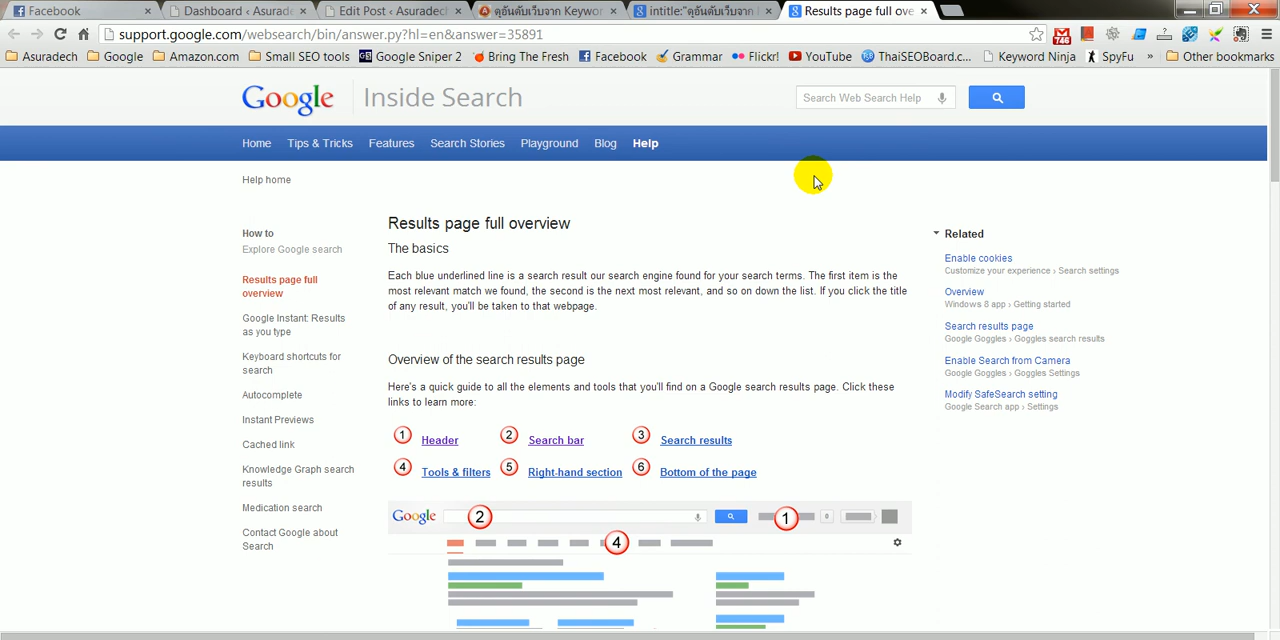 Facebook
Dashboard ‹ Asuradec
Edit Post ‹ Asuradech
ดูอันดับเว็บจาก Keywor
intitle:"ดูอันดับเว็บจาก K
Results page full ove
support.google.com/websearch/bin/answer.py?hl=en&answer=35891
Asuradech
Google
Amazon.com
Small SEO tools
Google Sniper 2
Bring The Fresh
Facebook
Grammar
Flickr!
YouTube
ThaiSEOBoard.c...
Keyword Ninja
SpyFu
»
Other bookmarks
Google
Inside Search
Search Web Search Help
Home
Tips & Tricks
Features
Search Stories
Playground
Blog
Help
Help home
How to
Explore Google search
Results page full
overview
Google Instant: Results
as you type
Keyboard shortcuts for
search
Autocomplete
Instant Previews
Cached link
Knowledge Graph search
results
Medication search
Contact Google about
Search
Results page full overview
The basics
Each blue underlined line is a search result our search engine found for your search terms. The first item is the
most relevant match we found, the second is the next most relevant, and so on down the list. If you click the title
of any result, you'll be taken to that webpage.
Overview of the search results page
Here's a quick guide to all the elements and tools that you'll find on a Google search results page. Click these
links to learn more:
1 Header 2 Search bar 3 Search results
4 Tools & filters 5 Right-hand section 6 Bottom of the page
Google 2 1 0
4
Related
Enable cookies
Customize your experience › Search settings
Overview
Windows 8 app › Getting started
Search results page
Google Goggles › Goggles search results
Enable Search from Camera
Google Goggles › Goggles Settings
Modify SafeSearch setting
Google Search app › Settings